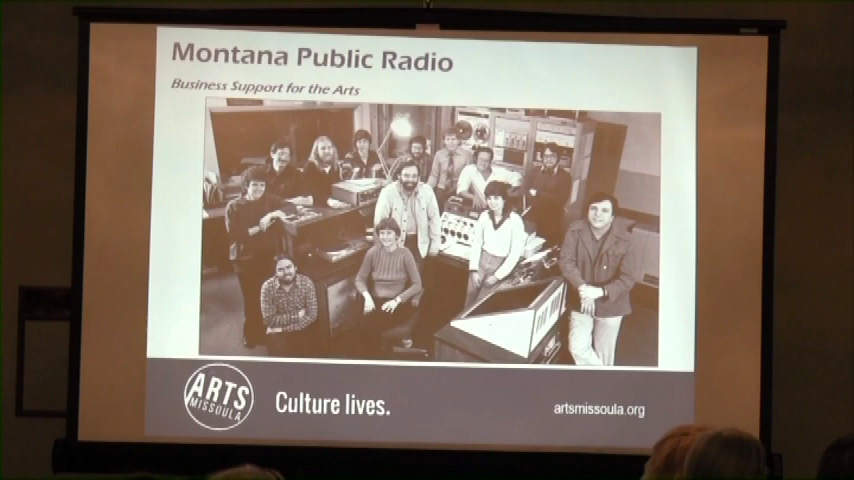 Montana Public Radio
Business Support for the Arts
ARTS
MISSOULA
Culture lives.
artsmissoula.org